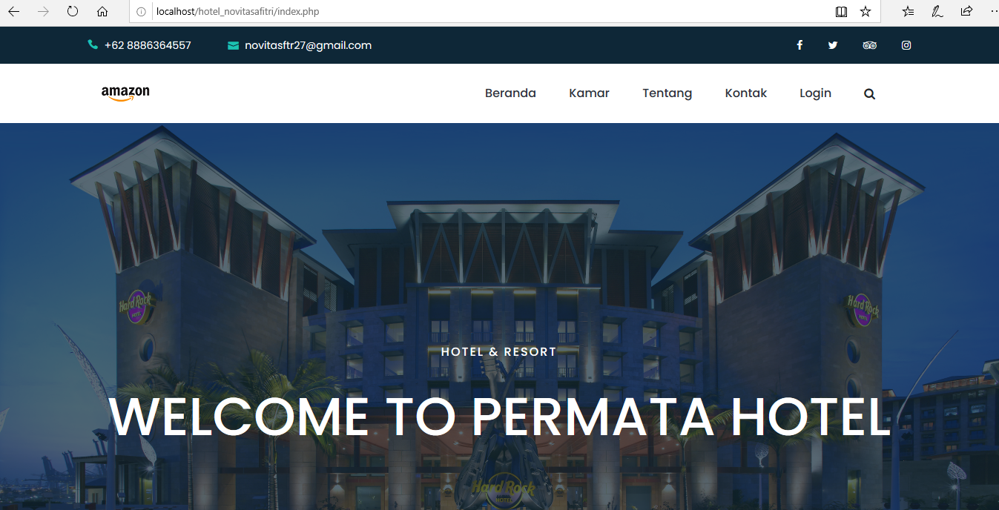 localhost/hotel_novitasafitri/index.php
+62 8886364557 novitasftr27@gmail.com
amazon Beranda Kamar Tentang Kontak Login
Hard Rock
HOTEL
Hard Rock
HOTEL
HOTEL & RESORT
WELCOME TO PERMATA HOTEL
Hard Rock
HOTEL